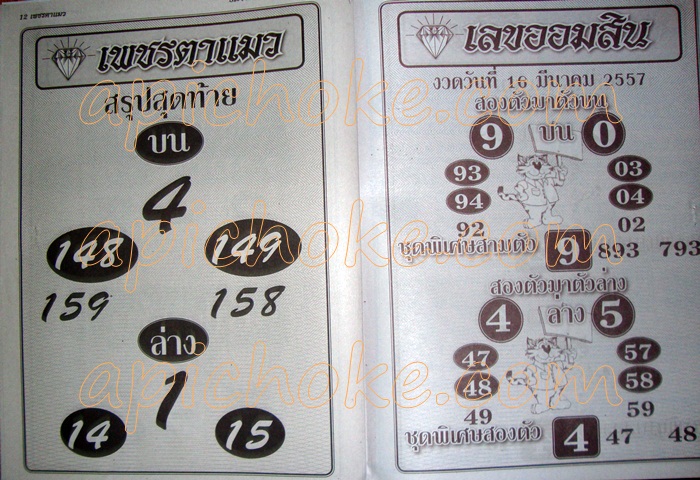 12 เพชรตาแมว
เพชรตาแมว
สรุปสุดท้าย
บน
4
148 149
159 158
ล่าง
1
14 15
เลขออมสิน
งวดวันที่ 16 มีนาคม 2557
สองตัวมาตัวบน
9 บน 0
93 03
94 04
92 02
ชุดพิเศษสามตัว 9 893 793
สองตัวมาตัวล่าง
4 ล่าง 5
47 57
48 58
49 59
ชุดพิเศษสองตัว 4 47 48
apichoke.com
apichoke.com
apichoke.com